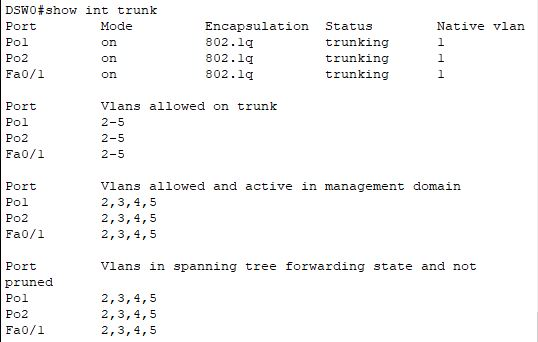 DSW0#show int trunk
Port Mode Encapsulation Status Native vlan
Po1 on 802.1q trunking 1
Po2 on 802.1q trunking 1
Fa0/1 on 802.1q trunking 1
Port Vlans allowed on trunk
Po1 2-5
Po2 2-5
Fa0/1 2-5
Port Vlans allowed and active in management domain
Po1 2,3,4,5
Po2 2,3,4,5
Fa0/1 2,3,4,5
Port Vlans in spanning tree forwarding state and not
pruned
Po1 2,3,4,5
Po2 2,3,4,5
Fa0/1 2,3,4,5